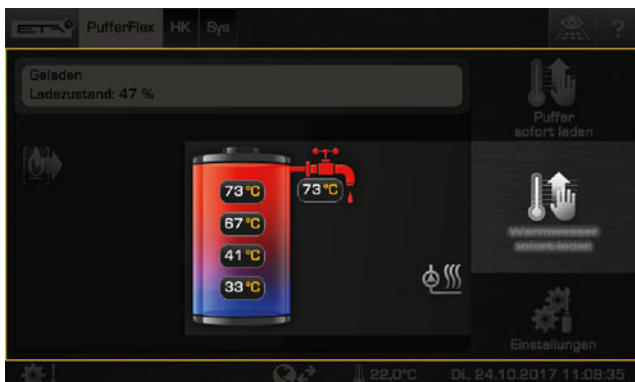 ETA PufferFlex HK Sys ?
Geladen
Ladezustand: 47 %
Puffer
sofort laden
73°C 73°C
67°C
41°C
33°C
Warmwasser
sofort laden
Einstellungen
! 22,0°C Di. 24.10.2017 11:08:35